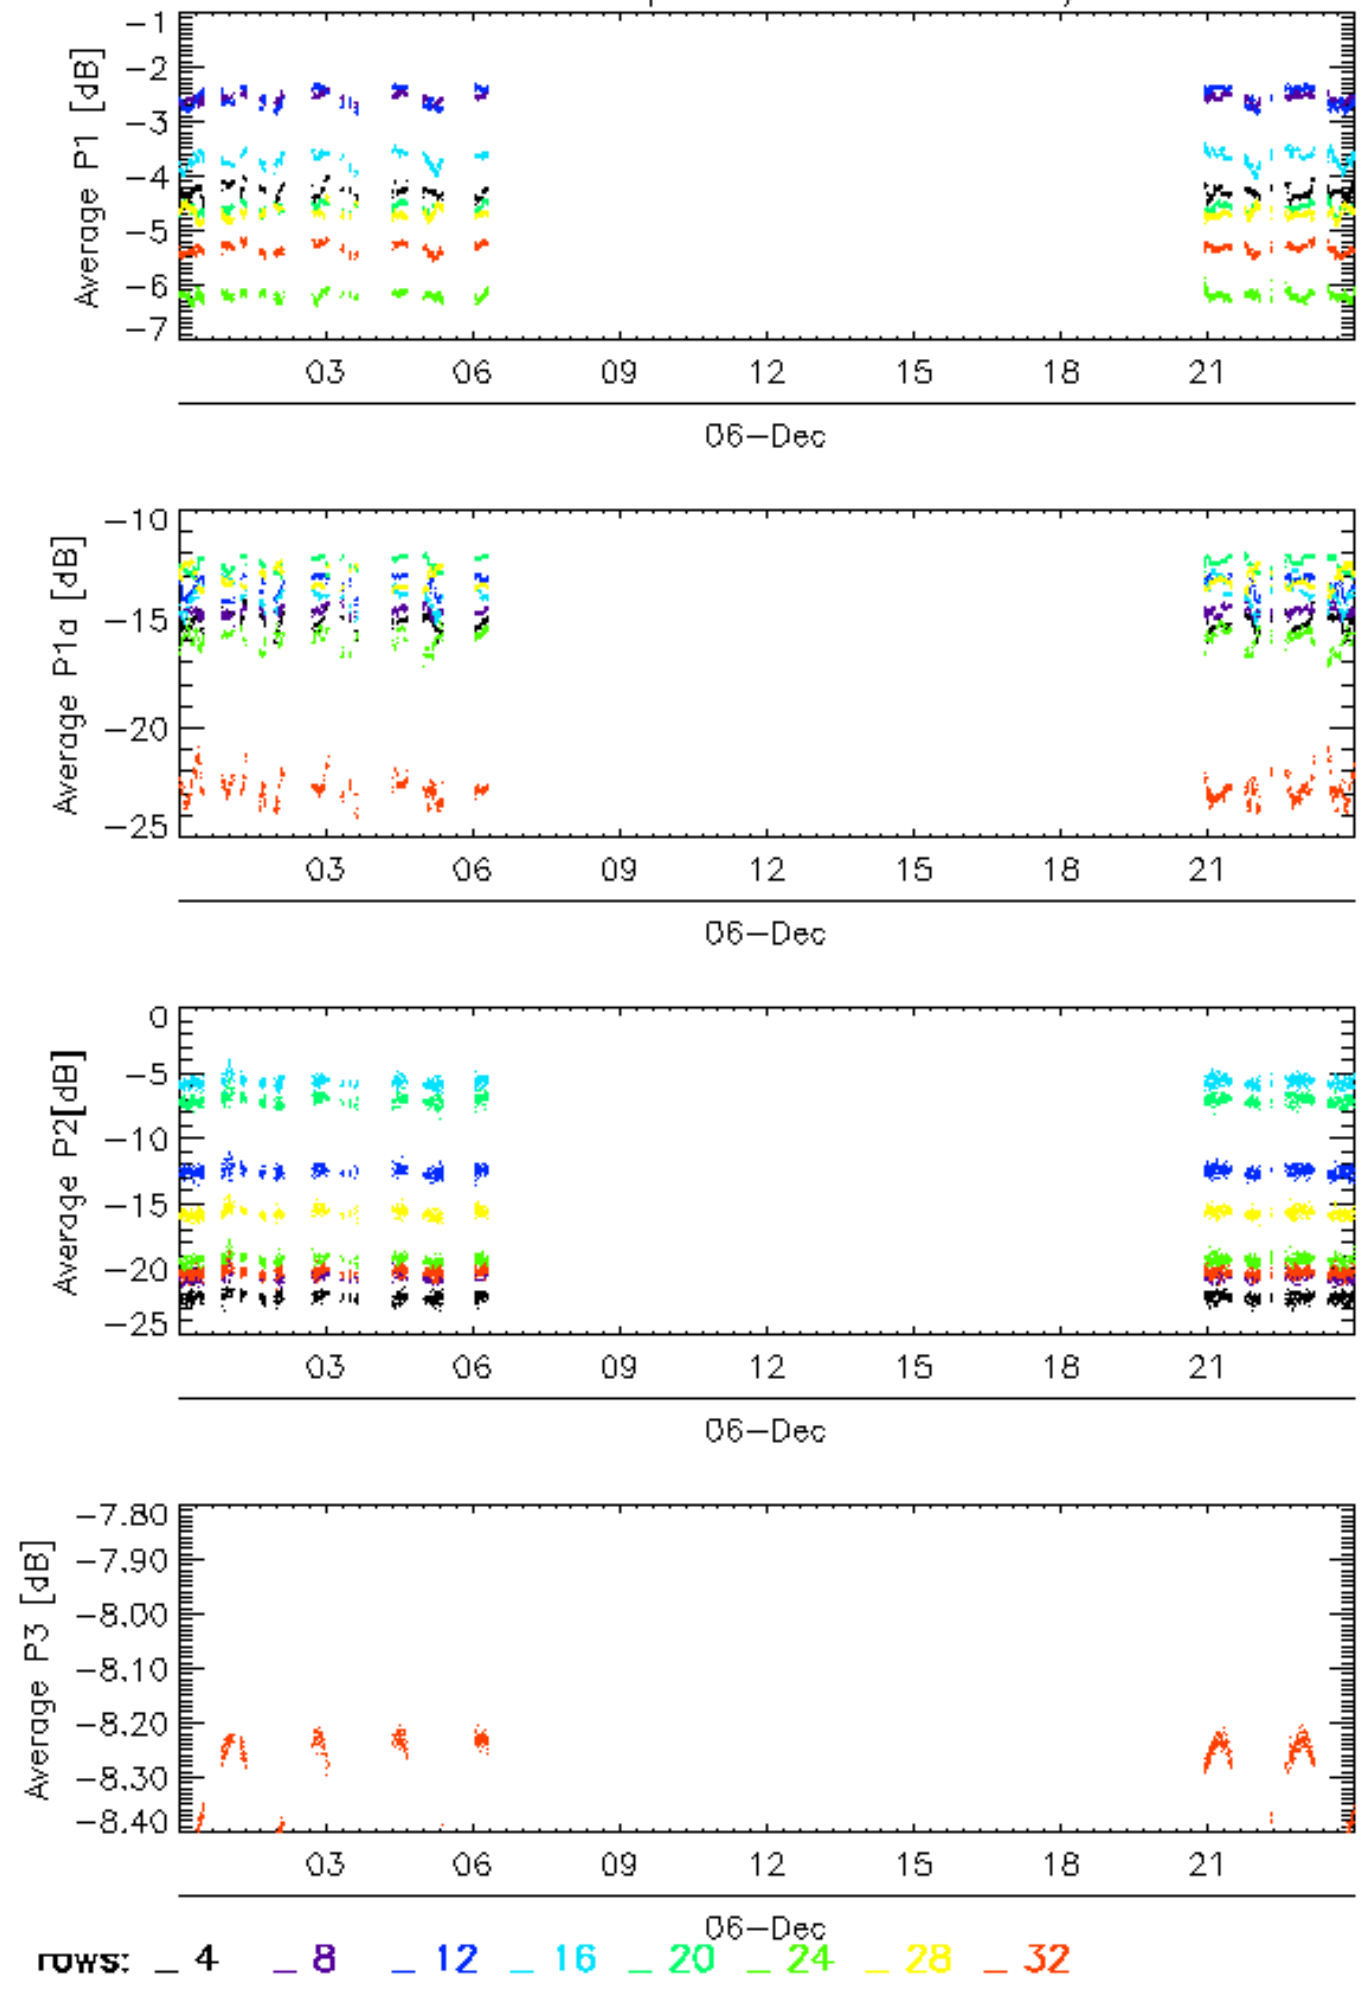 Average P1 [dB]
-1
-2
-3
-4
-5
-6
-7
03 06 09 12 15 18 21
06-Dec
Average P1a [dB]
-10
-15
-20
-25
03 06 09 12 15 18 21
06-Dec
Average P2[dB]
0
-5
-10
-15
-20
-25
03 06 09 12 15 18 21
06-Dec
Average P3 [dB]
-7.80
-7.90
-8.00
-8.10
-8.20
-8.30
-8.40
03 06 09 12 15 18 21
06-Dec
rows: _ 4 _ 8 _ 12 _ 16 _ 20 _ 24 _ 28 _ 32